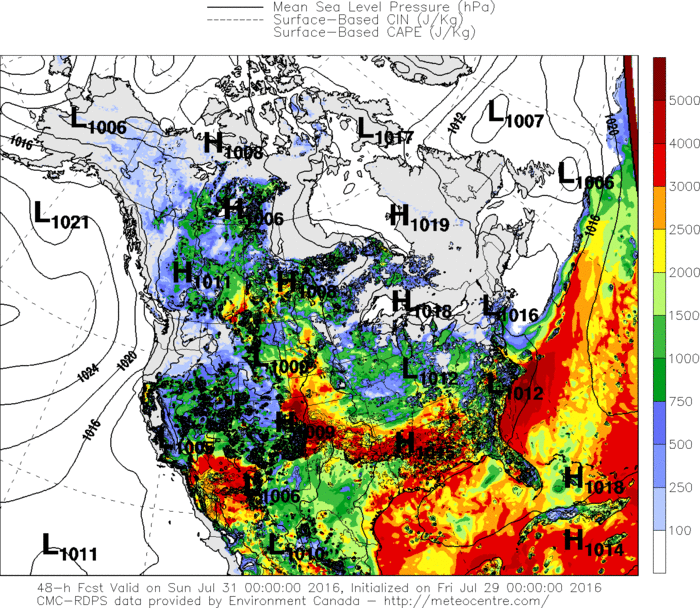 Mean Sea Level Pressure (hPa)
Surface-Based CIN (J/Kg)
Surface-Based CAPE (J/Kg)
L1006
H1008
L1017
L1007
1012
1020
1016
L1006
H1006
L1021
H1019
1016
H1011
H1008
H1018
L1016
L1009
1020
1024
L1012
L1012
1016
H1009
H1015
L1005
L1006
H1018
L1011
L1010
H1014
5000
4000
3000
2500
2000
1500
1000
750
500
250
100
48-h Fcst Valid on Sun Jul 31 00:00:00 2016, Initialized on Fri Jul 29 00:00:00 2016
CMC-RDPS data provided by Environment Canada - http://meteocentre.com/